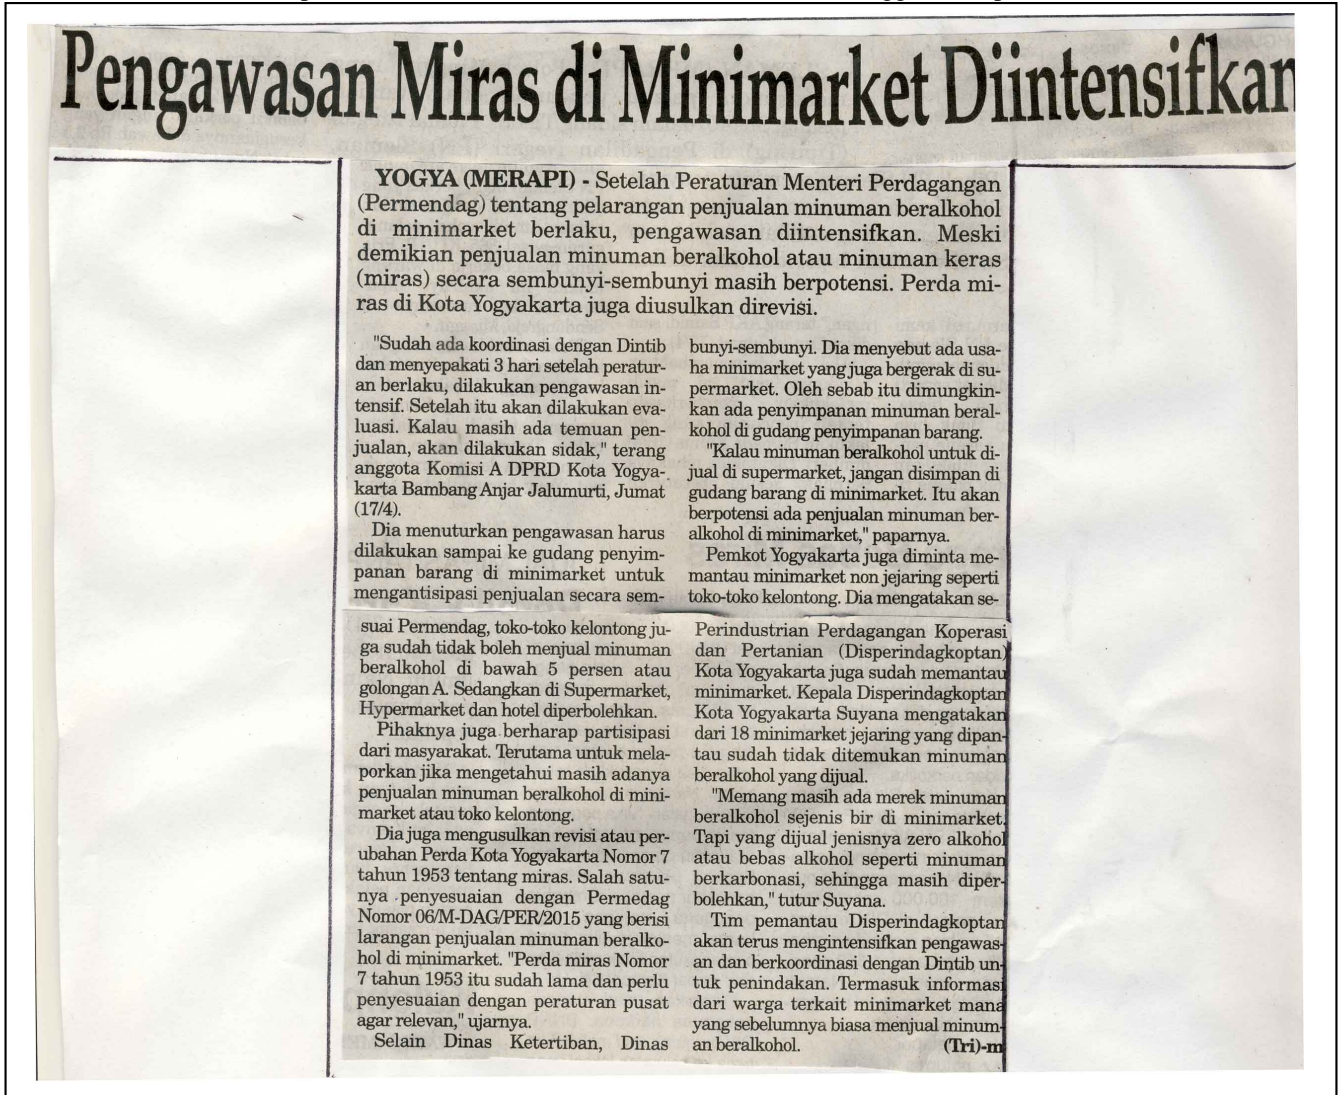 Pengawasan Miras di Minimarket Diintensifkan
YOGYA (MERAPI) - Setelah Peraturan Menteri Perdagangan
(Permendag) tentang pelarangan penjualan minuman beralkohol
di minimarket berlaku, pengawasan diintensifkan. Meski
demikian penjualan minuman beralkohol atau minuman keras
(miras) secara sembunyi-sembunyi masih berpotensi. Perda mi-
ras di Kota Yogyakarta juga diusulkan direvisi.
"Sudah ada koordinasi dengan Dintib
dan menyepakati 3 hari setelah peratur-
an berlaku, dilakukan pengawasan in-
tensif. Setelah itu akan dilakukan eva-
luasi. Kalau masih ada temuan pen-
jualan, akan dilakukan sidak," terang
anggota Komisi A DPRD Kota Yogya-
karta Bambang Anjar Jalumurti, Jumat
(17/4).
Dia menuturkan pengawasan harus
dilakukan sampai ke gudang penyim-
panan barang di minimarket untuk
mengantisipasi penjualan secara sem-
bunyi-sembunyi. Dia menyebut ada usa-
ha minimarket yang juga bergerak di su-
permarket. Oleh sebab itu dimungkin-
kan ada penyimpanan minuman beral-
kohol di gudang penyimpanan barang.
"Kalau minuman beralkohol untuk di-
jual di supermarket, jangan disimpan di
gudang barang di minimarket. Itu akan
berpotensi ada penjualan minuman ber-
alkohol di minimarket," paparnya.
Pemkot Yogyakarta juga diminta me-
mantau minimarket non jejaring seperti
toko-toko kelontong. Dia mengatakan se-
suai Permendag, toko-toko kelontong ju-
ga sudah tidak boleh menjual minuman
beralkohol di bawah 5 persen atau
golongan A. Sedangkan di Supermarket,
Hypermarket dan hotel diperbolehkan.
Pihaknya juga berharap partisipasi
dari masyarakat. Terutama untuk mela-
porkan jika mengetahui masih adanya
penjualan minuman beralkohol di mini-
market atau toko kelontong.
Dia juga mengusulkan revisi atau per-
ubahan Perda Kota Yogyakarta Nomor 7
tahun 1953 tentang miras. Salah satu-
nya penyesuaian dengan Permedag
Nomor 06/M-DAG/PER/2015 yang berisi
larangan penjualan minuman beralko-
hol di minimarket. "Perda miras Nomor
7 tahun 1953 itu sudah lama dan perlu
penyesuaian dengan peraturan pusat
agar relevan," ujarnya.
Selain Dinas Ketertiban, Dinas
Perindustrian Perdagangan Koperasi
dan Pertanian (Disperindagkoptan)
Kota Yogyakarta juga sudah memantau
minimarket. Kepala Disperindagkoptan
Kota Yogyakarta Suyana mengatakan
dari 18 minimarket jejaring yang dipan-
tau sudah tidak ditemukan minuman
beralkohol yang dijual.
"Memang masih ada merek minuman
beralkohol sejenis bir di minimarket.
Tapi yang dijual jenisnya zero alkohol
atau bebas alkohol seperti minuman
berkarbonasi, sehingga masih diper-
bolehkan," tutur Suyana.
Tim pemantau Disperindagkoptan
akan terus mengintensifkan pengawas-
an dan berkoordinasi dengan Dintib un-
tuk penindakan. Termasuk informasi
dari warga terkait minimarket mana
yang sebelumnya biasa menjual minum-
an beralkohol. (Tri)-m